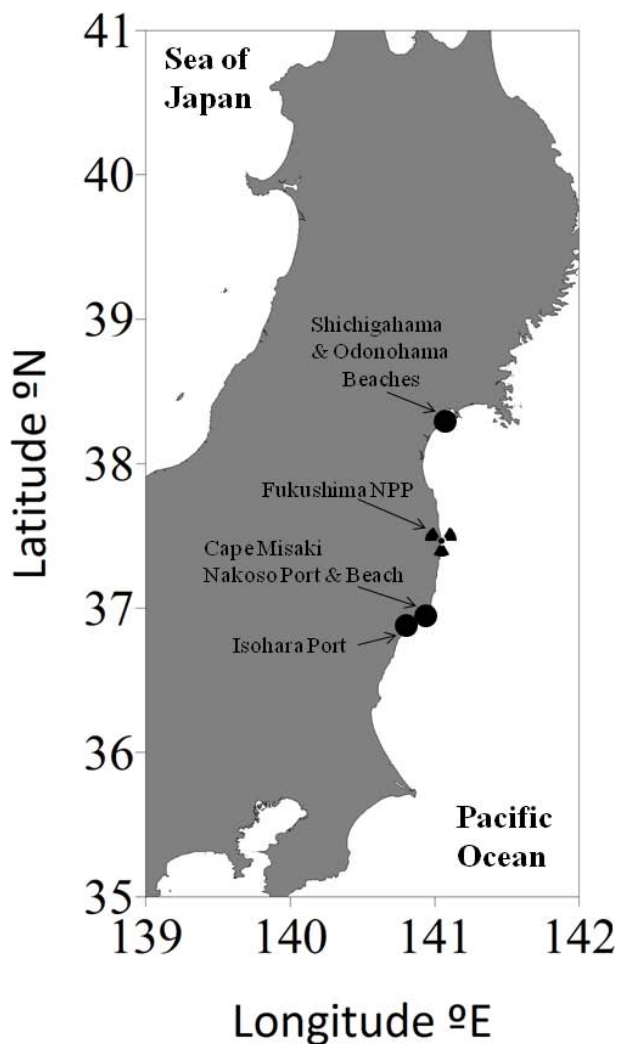 41
Sea of
Japan
40
39
Shichigahama
& Odonohama
Beaches
38
Fukushima NPP
Cape Misaki
Nakoso Port & Beach
37
Isohara Port
36
Pacific
Ocean
35
139
140
141
142
Latitude ºN
Longitude ºE